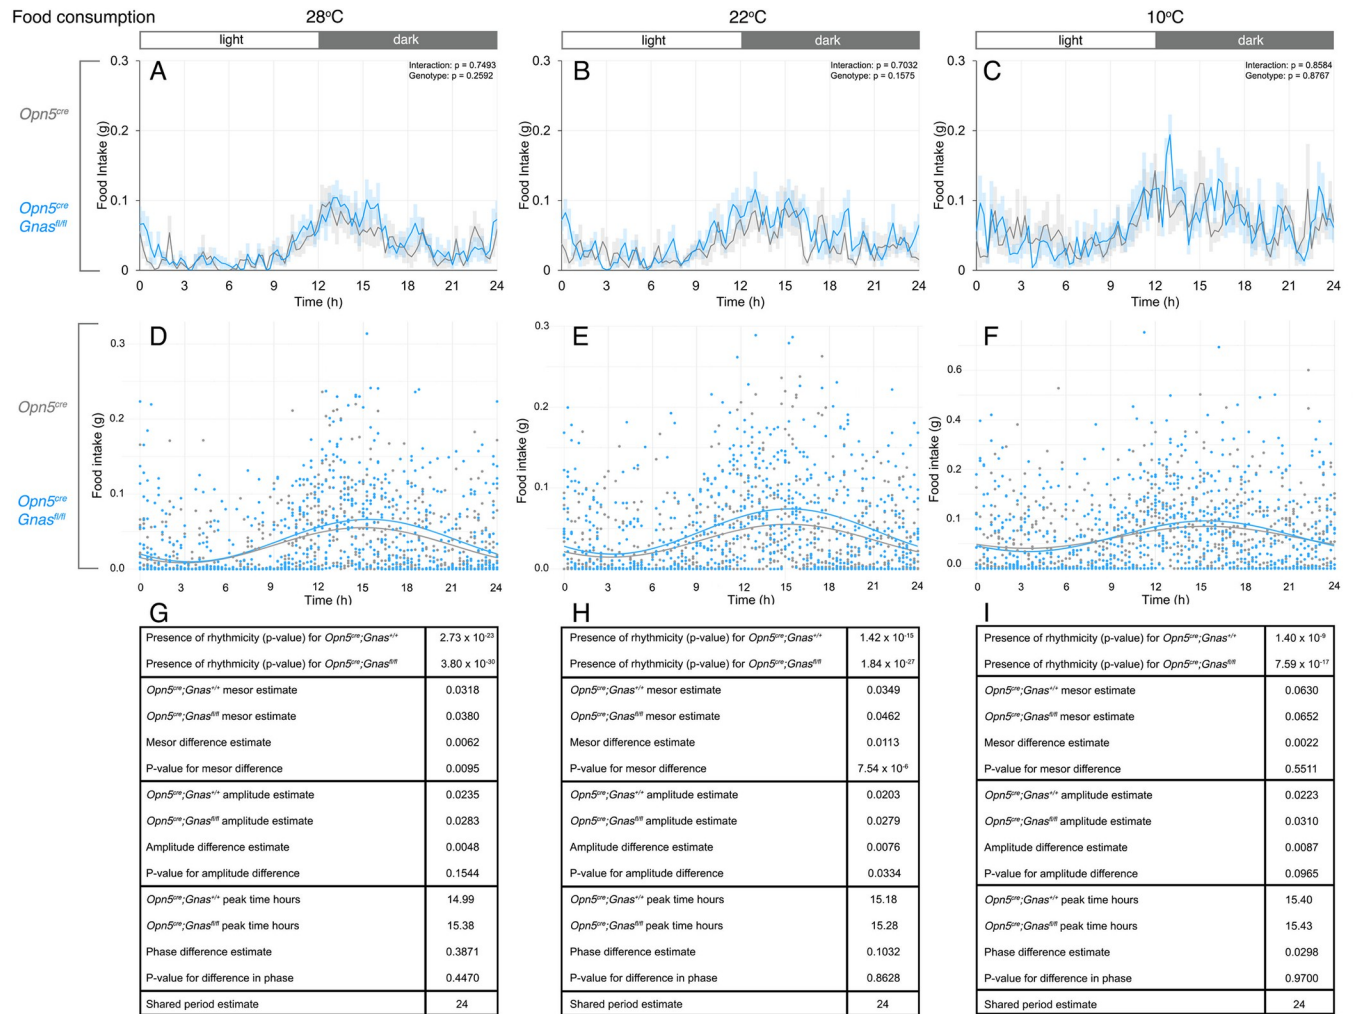 Food consumption
28°C
22°C
10°C
light
dark
light
dark
light
dark
A
Interaction: p = 0.7493
Genotype: p = 0.2592
B
Interaction: p = 0.7032
Genotype: p = 0.1575
C
Interaction: p = 0.8584
Genotype: p = 0.8767
Opn5cre
Opn5cre
Gnasfl/fl
Food Intake (g)
0.3
0.2
0.1
0
0 3 6 9 12 15 18 21 24
Time (h)
Food Intake (g)
0.3
0.2
0.1
0
0 3 6 9 12 15 18 21 24
Time (h)
Food Intake (g)
0.3
0.2
0.1
0
0 3 6 9 12 15 18 21 24
Time (h)
Opn5cre
Opn5cre
Gnasfl/fl
D
Food intake (g)
0.3
0.2
0.1
0.0
0 3 6 9 12 15 18 21 24
Time (h)
E
Food intake (g)
0.3
0.2
0.1
0.0
0 3 6 9 12 15 18 21 24
Time (h)
F
Food intake (g)
0.6
0.4
0.2
0.1
0.0
0 3 6 9 12 15 18 21 24
Time (h)
G
Presence of rhythmicity (p-value) for Opn5cre;Gnas+/+ 2.73 x 10-23
Presence of rhythmicity (p-value) for Opn5cre;Gnasfl/fl 3.80 x 10-30
Opn5cre;Gnas+/+ mesor estimate 0.0318
Opn5cre;Gnasfl/fl mesor estimate 0.0380
Mesor difference estimate 0.0062
P-value for mesor difference 0.0095
Opn5cre;Gnas+/+ amplitude estimate 0.0235
Opn5cre;Gnasfl/fl amplitude estimate 0.0283
Amplitude difference estimate 0.0048
P-value for amplitude difference 0.1544
Opn5cre;Gnas+/+ peak time hours 14.99
Opn5cre;Gnasfl/fl peak time hours 15.38
Phase difference estimate 0.3871
P-value for difference in phase 0.4470
Shared period estimate 24
H
Presence of rhythmicity (p-value) for Opn5cre;Gnas+/+ 1.42 x 10-15
Presence of rhythmicity (p-value) for Opn5cre;Gnasfl/fl 1.84 x 10-27
Opn5cre;Gnas+/+ mesor estimate 0.0349
Opn5cre;Gnasfl/fl mesor estimate 0.0462
Mesor difference estimate 0.0113
P-value for mesor difference 7.54 x 10-6
Opn5cre;Gnas+/+ amplitude estimate 0.0203
Opn5cre;Gnasfl/fl amplitude estimate 0.0279
Amplitude difference estimate 0.0076
P-value for amplitude difference 0.0334
Opn5cre;Gnas+/+ peak time hours 15.18
Opn5cre;Gnasfl/fl peak time hours 15.28
Phase difference estimate 0.1032
P-value for difference in phase 0.8628
Shared period estimate 24
I
Presence of rhythmicity (p-value) for Opn5cre;Gnas+/+ 1.40 x 10-9
Presence of rhythmicity (p-value) for Opn5cre;Gnasfl/fl 7.59 x 10-17
Opn5cre;Gnas+/+ mesor estimate 0.0630
Opn5cre;Gnasfl/fl mesor estimate 0.0652
Mesor difference estimate 0.0022
P-value for mesor difference 0.5511
Opn5cre;Gnas+/+ amplitude estimate 0.0223
Opn5cre;Gnasfl/fl amplitude estimate 0.0310
Amplitude difference estimate 0.0087
P-value for amplitude difference 0.0965
Opn5cre;Gnas+/+ peak time hours 15.40
Opn5cre;Gnasfl/fl peak time hours 15.43
Phase difference estimate 0.0298
P-value for difference in phase 0.9700
Shared period estimate 24